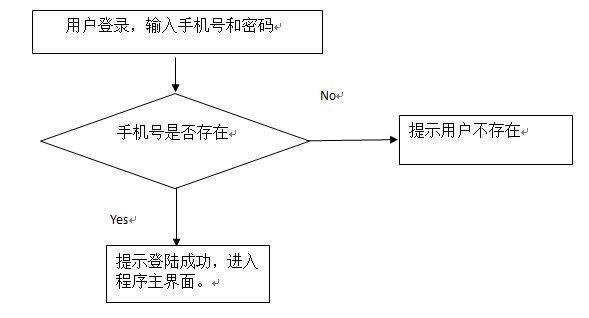 用户登录，输入手机号和密码
No
手机号是否存在
提示用户不存在
Yes
提示登陆成功，进入
程序主界面。